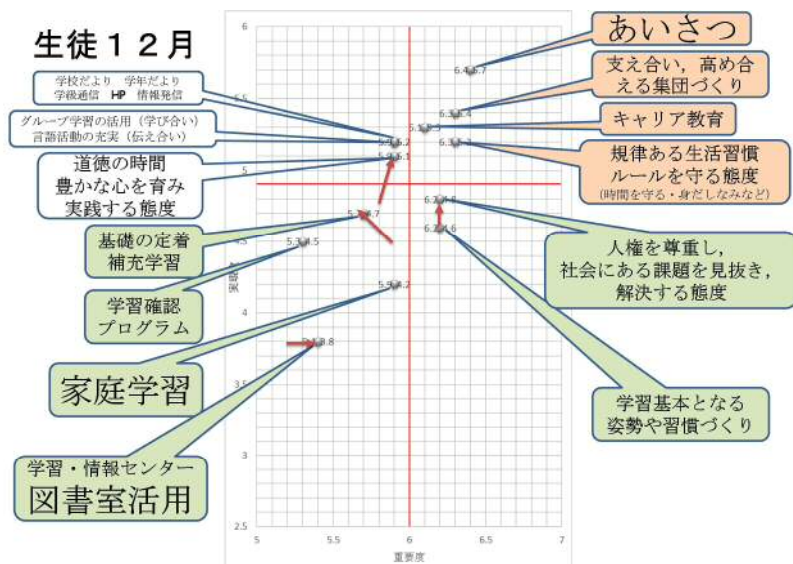 生徒１２月
学校だより　学年だより
学級通信　HP　情報発信
グループ学習の活用（学び合い）
言語活動の充実（伝え合い）
道徳の時間
豊かな心を育み
実践する態度
基礎の定着
補充学習
学習確認
プログラム
家庭学習
学習・情報センター
図書室活用
あいさつ
支え合い，高め合
える集団づくり
キャリア教育
規律ある生活習慣
ルールを守る態度
（時間を守る・身だしなみなど）
人権を尊重し，
社会にある課題を見抜き，
解決する態度
学習基本となる
姿勢や習慣づくり
6
5.5
5
4.5
4
3.5
3
2.5
5
5.5
6
6.5
7
重要度